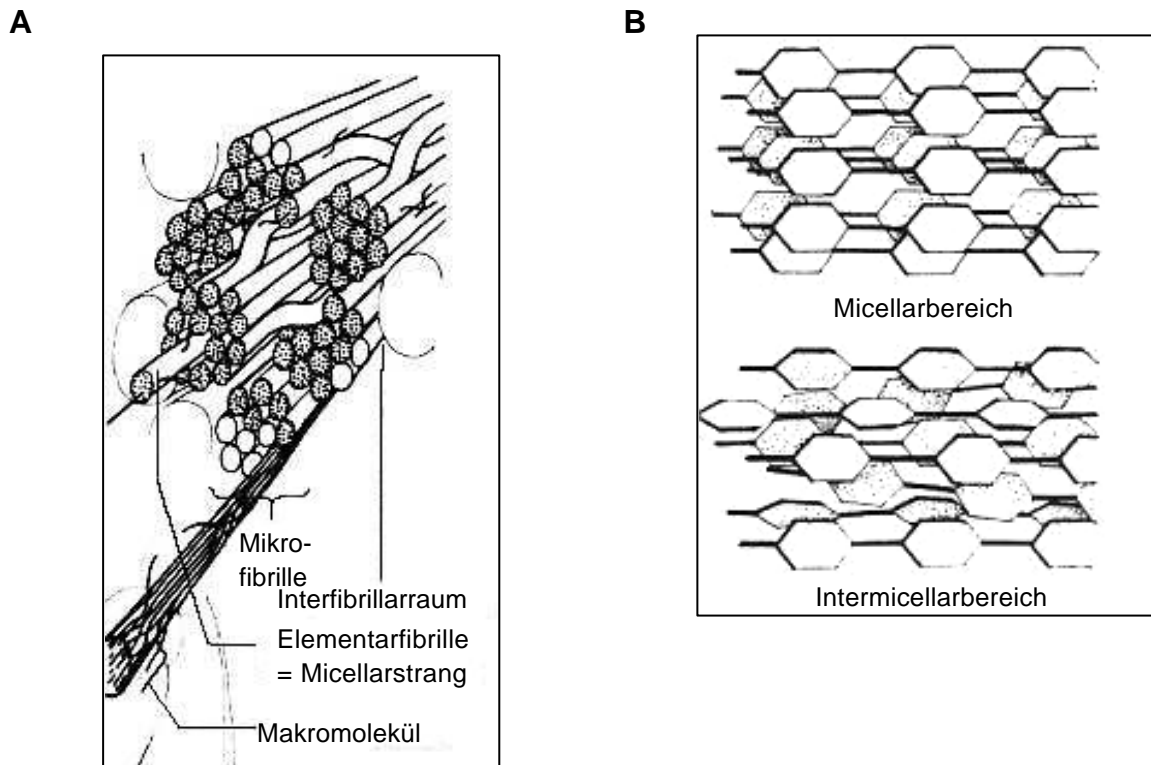 A
B
Mikro-
fibrille
Interfibrillarraum
Elementarfibrille
= Micellarstrang
Makromolekül
Micellarbereich
Intermicellarbereich